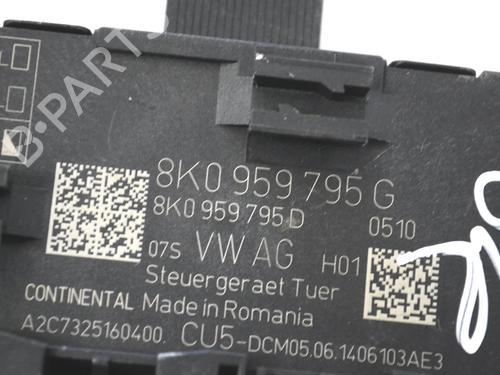 B-PARTS
8K0 959 795 G
8K0 959 795 D 0510
07S VW AG H01
Steuergeraet Tuer
CONTINENTAL Made in Romania
A2C7325160400 CU5-DCM05.06.1406103AE3